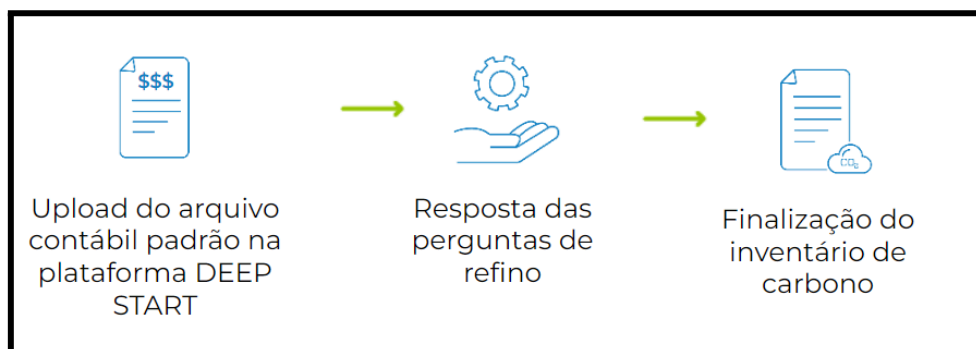 $$$
Upload do arquivo
contábil padrão na
plataforma DEEP
START
Resposta das
perguntas de
refino
CO₂
Finalização do
inventário de
carbono